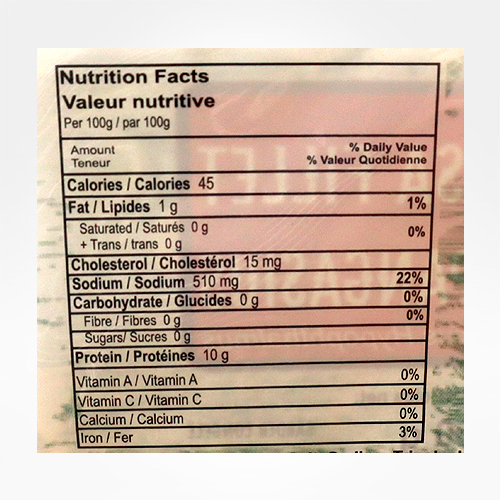 Nutrition Facts
Valeur nutritive
Per 100g / par 100g
Amount
Teneur
% Daily Value
% Valeur Quotidienne
Calories / Calories 45
Fat / Lipides 1 g 1%
Saturated / Saturés 0 g 0%
+ Trans / trans 0 g
Cholesterol / Cholestérol 15 mg
Sodium / Sodium 510 mg 22%
Carbohydrate / Glucides 0 g 0%
Fibre / Fibres 0 g 0%
Sugars/ Sucres 0 g
Protein / Protéines 10 g
Vitamin A / Vitamin A 0%
Vitamin C / Vitamin C 0%
Calcium / Calcium 0%
Iron / Fer 3%